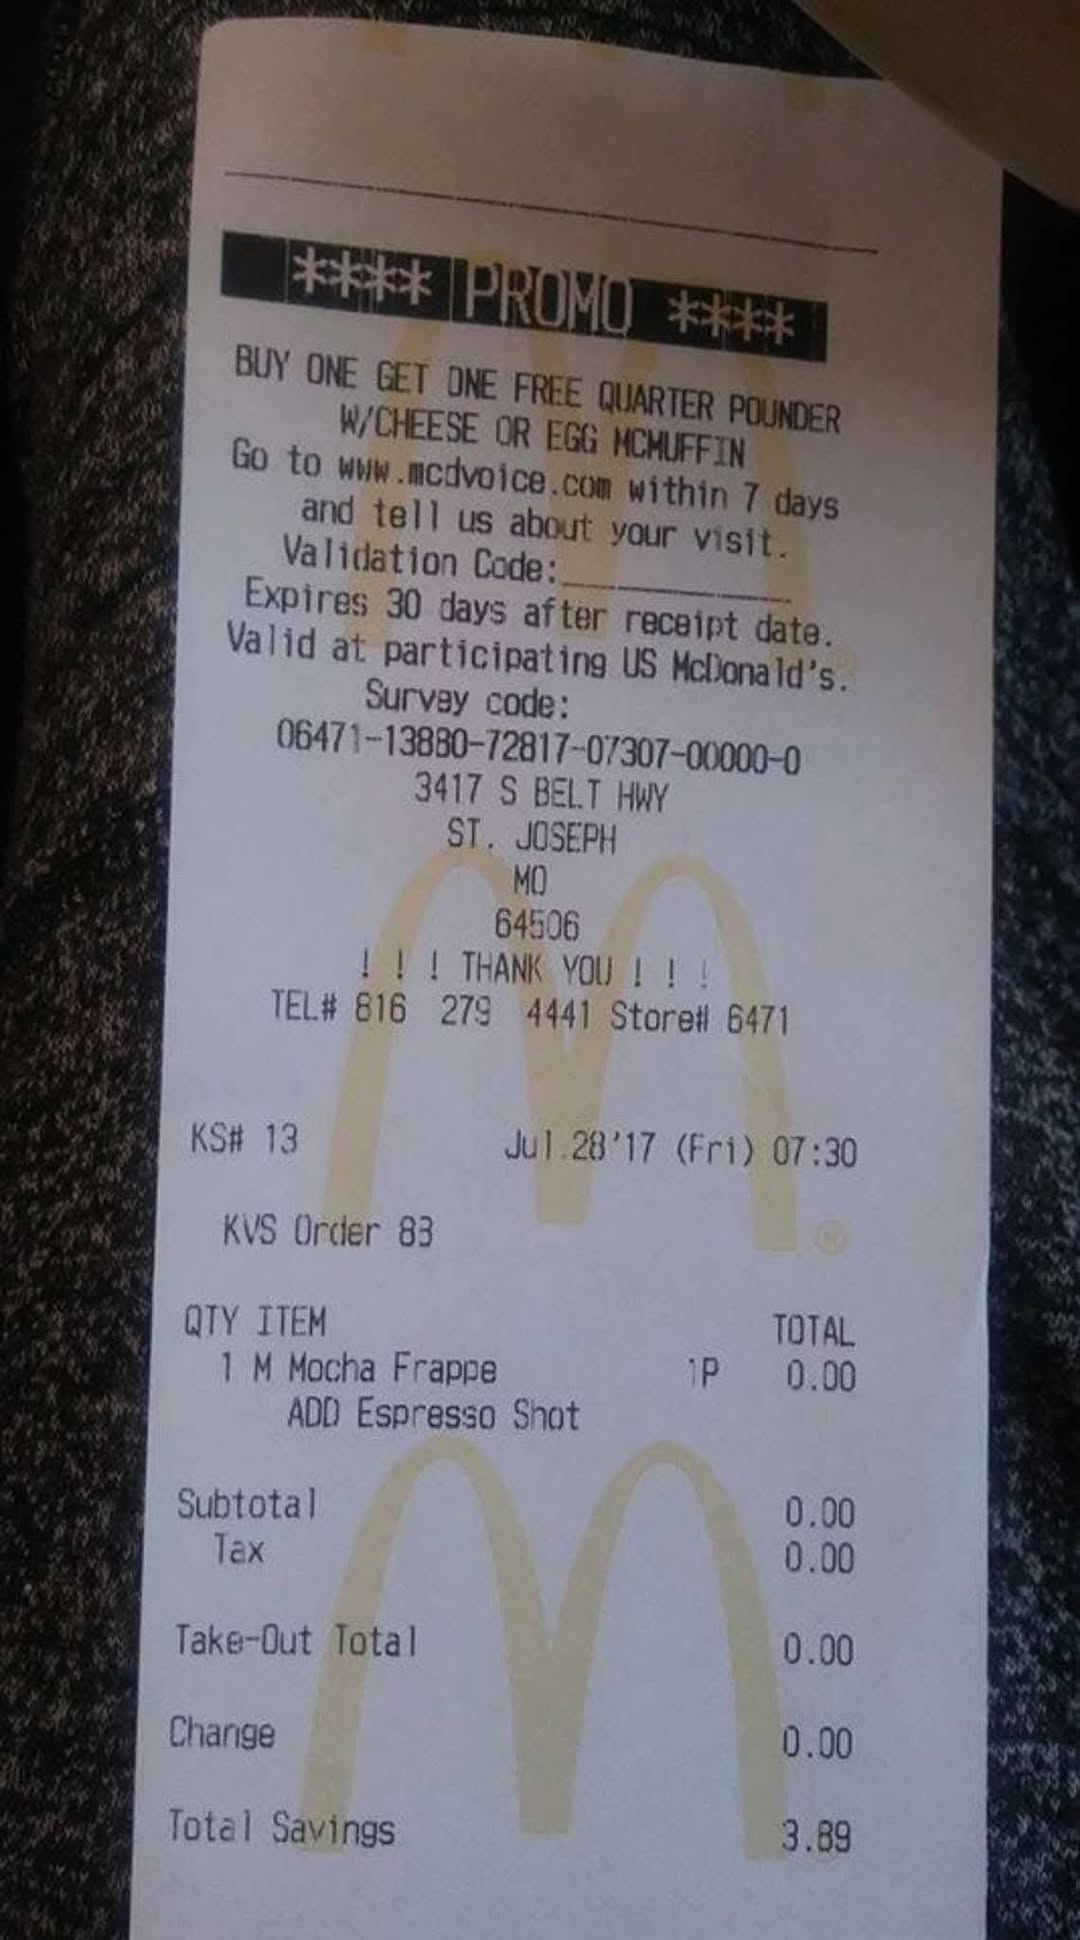 **** PROMO ****
BUY ONE GET ONE FREE QUARTER POUNDER
W/CHEESE OR EGG MCMUFFIN
Go to www.mcdvoice.com within 7 days
and tell us about your visit.
Validation Code:____________
Expires 30 days after receipt date.
Valid at participating US McDonald's.
Survey code:
06471-13880-72817-07307-00000-0
3417 S BELT HWY
ST. JOSEPH
MO
64506
! ! ! THANK YOU ! ! !
TEL# 816 279 4441 Store# 6471
KS# 13 Jul.28'17 (Fri) 07:30
KVS Order 83
QTY ITEM TOTAL
1 M Mocha Frappe 1P 0.00
ADD Espresso Shot
Subtotal 0.00
Tax 0.00
Take-Out Total 0.00
Change 0.00
Total Savings 3.89